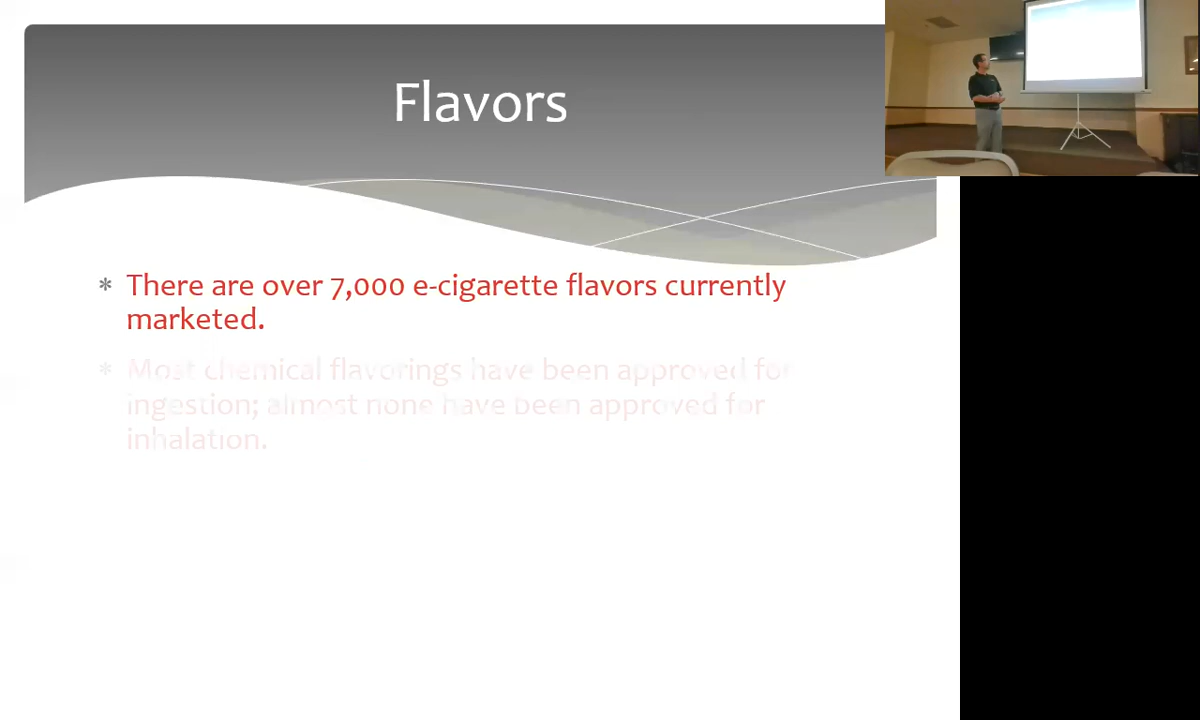 Flavors
* There are over 7,000 e-cigarette flavors currently
marketed.
* Most chemical flavorings have been approved for
ingestion; almost none have been approved for
inhalation.